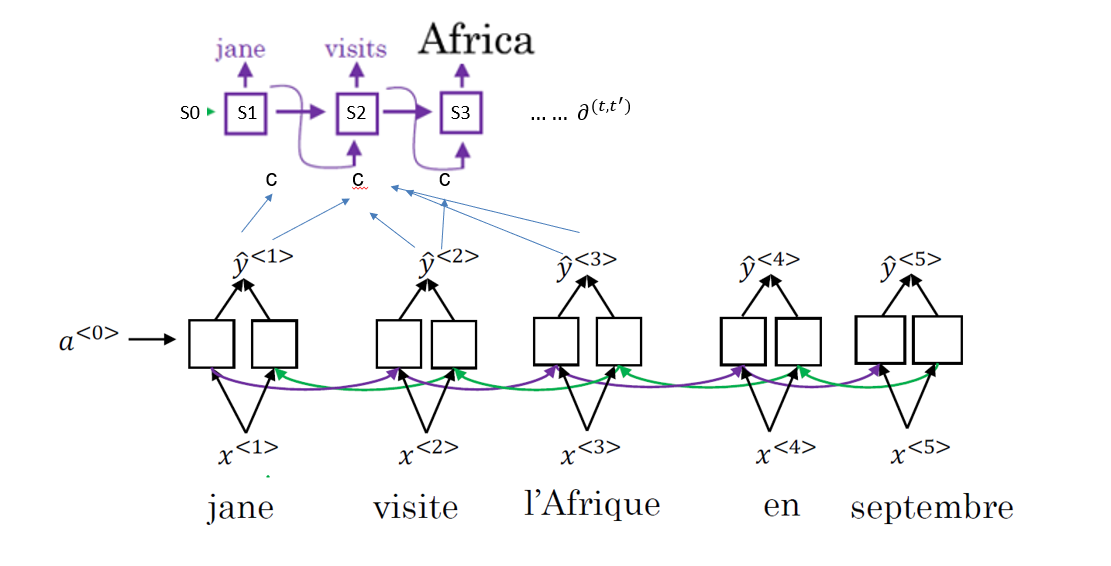 jane visits Africa
S0 S1 S2 S3 ... ... ∂^(t,t′)
c c c
ŷ^<1> ŷ^<2> ŷ^<3> ŷ^<4> ŷ^<5>
a^<0>
x^<1> x^<2> x^<3> x^<4> x^<5>
jane visite l'Afrique en septembre